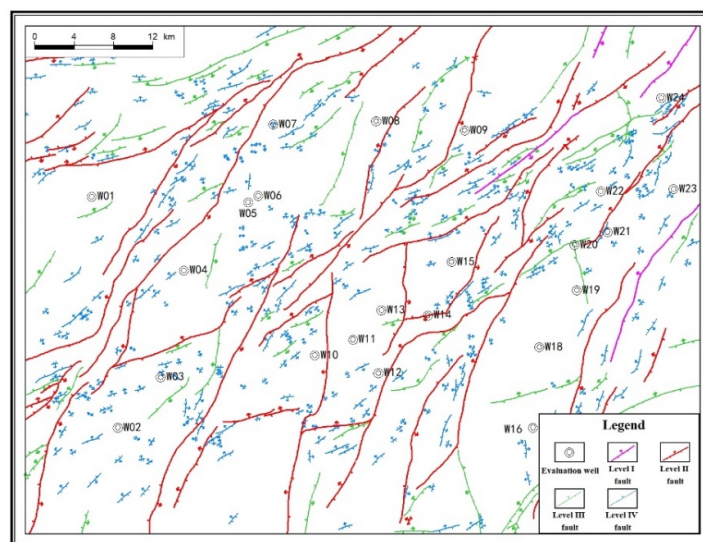 0 4 8 12 km
W24
W07
W08
W09
W01
W06
W05
W22
W23
W21
W20
W04
W15
W19
W13
W14
W11
W10
W18
W03
W12
W02
W16
Legend
Evaluation well
Level I fault
Level II fault
Level III fault
Level IV fault